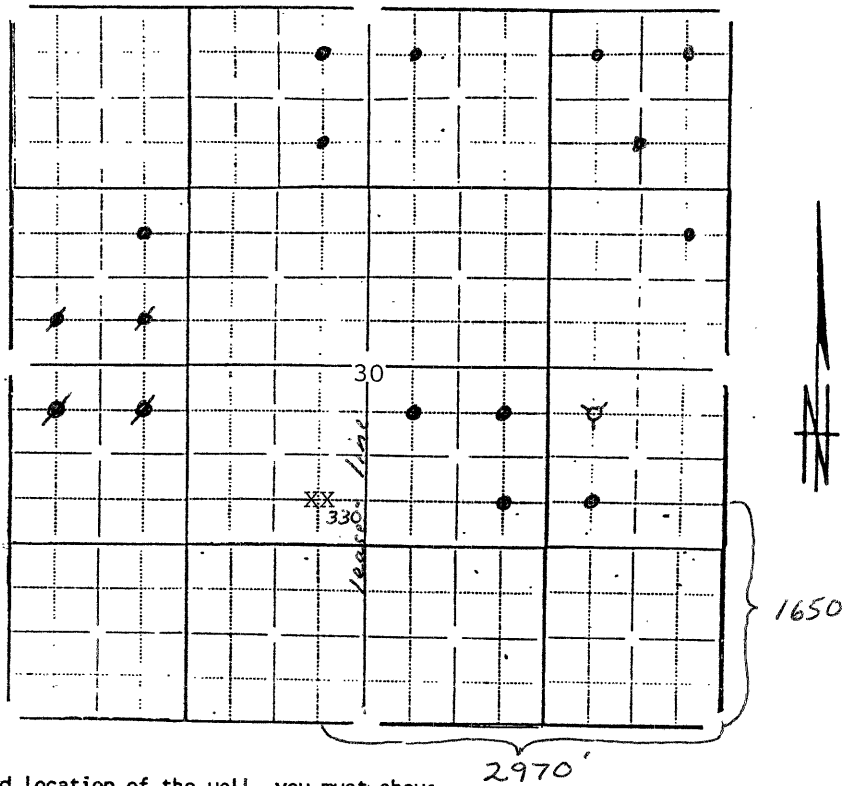 30
lease line
XX
330
N
1650
2970'
d location of the well, you must show